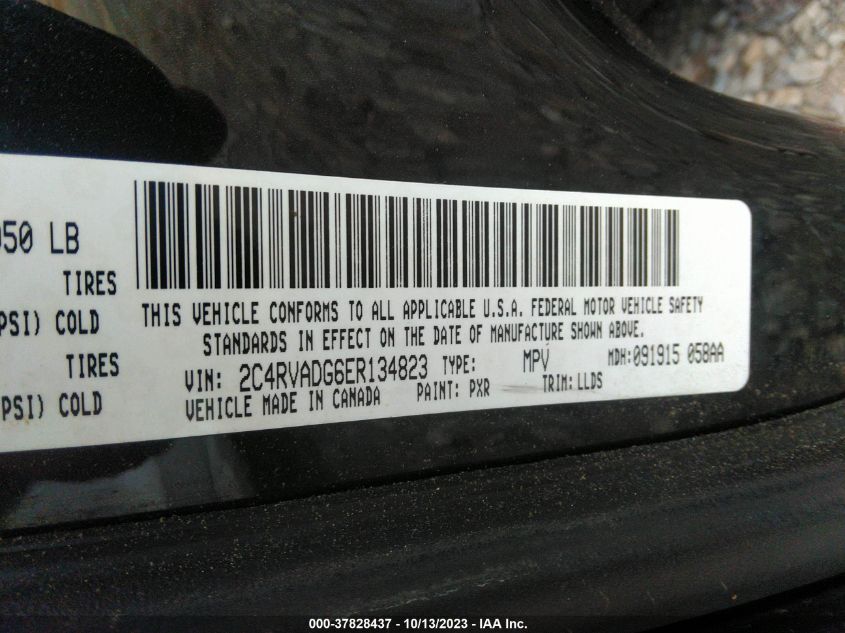 050 LB
TIRES
PSI) COLD
TIRES
PSI) COLD
THIS VEHICLE CONFORMS TO ALL APPLICABLE U.S.A. FEDERAL MOTOR VEHICLE SAFETY
STANDARDS IN EFFECT ON THE DATE OF MANUFACTURE SHOWN ABOVE.
VIN: 2C4RVADG6ER134823 TYPE: MPV MDH:091915 058AA
VEHICLE MADE IN CANADA PAINT: PXR TRIM:LLDS
000-37828437 - 10/13/2023 - IAA Inc.